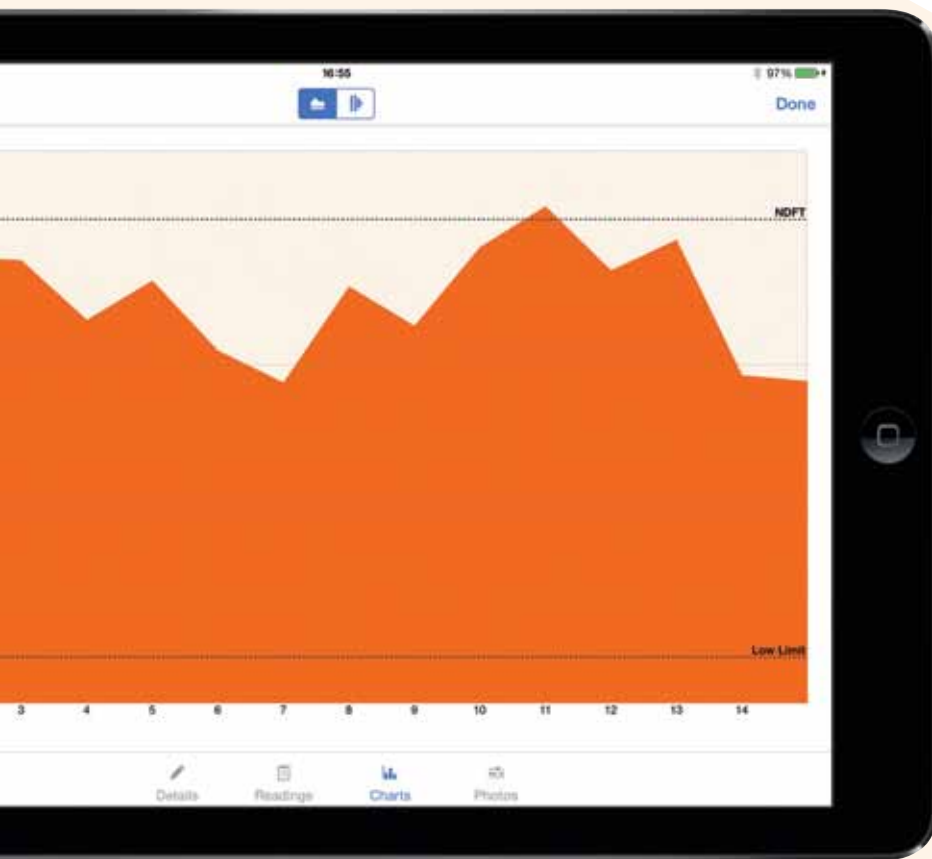 16:55
97%
Done
NDFT
Low Limit
3 4 5 6 7 8 9 10 11 12 13 14
Details Readings Charts Photos